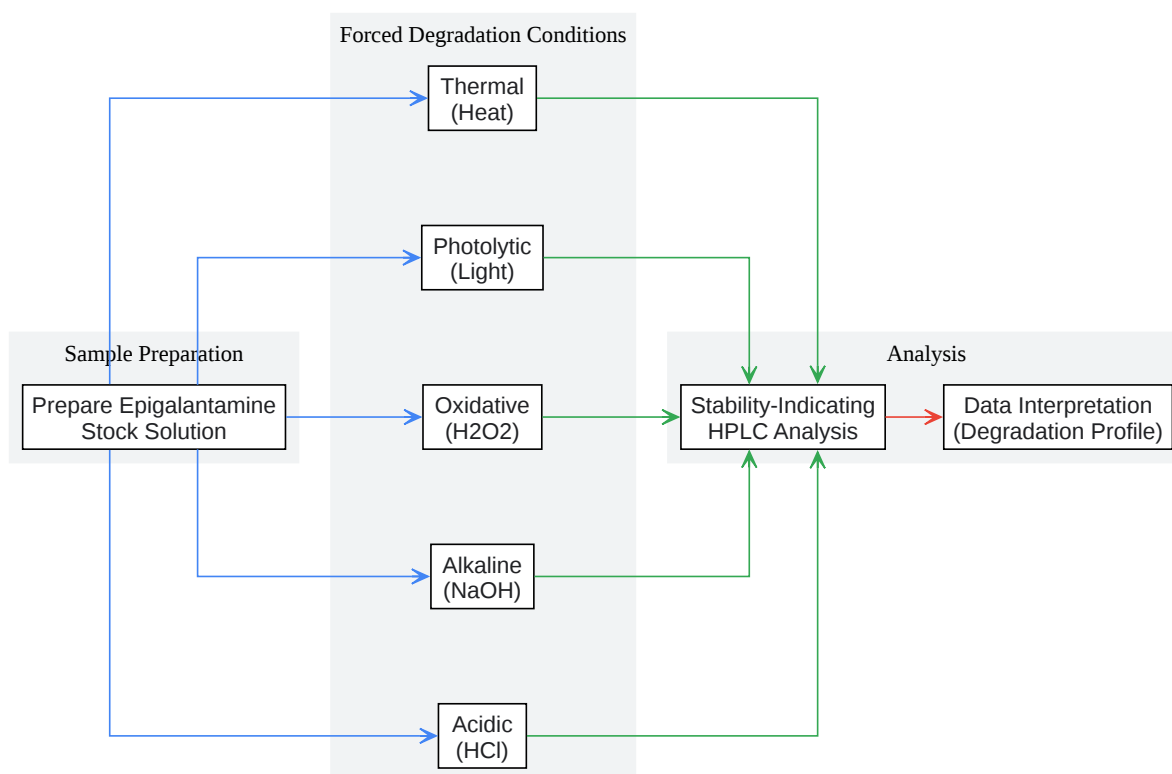 Forced Degradation Conditions
Thermal
(Heat)
Photolytic
(Light)
Sample Preparation
Prepare Epigalantamine
Stock Solution
Oxidative
(H2O2)
Analysis
Stability-Indicating
HPLC Analysis
Data Interpretation
(Degradation Profile)
Alkaline
(NaOH)
Acidic
(HCl)